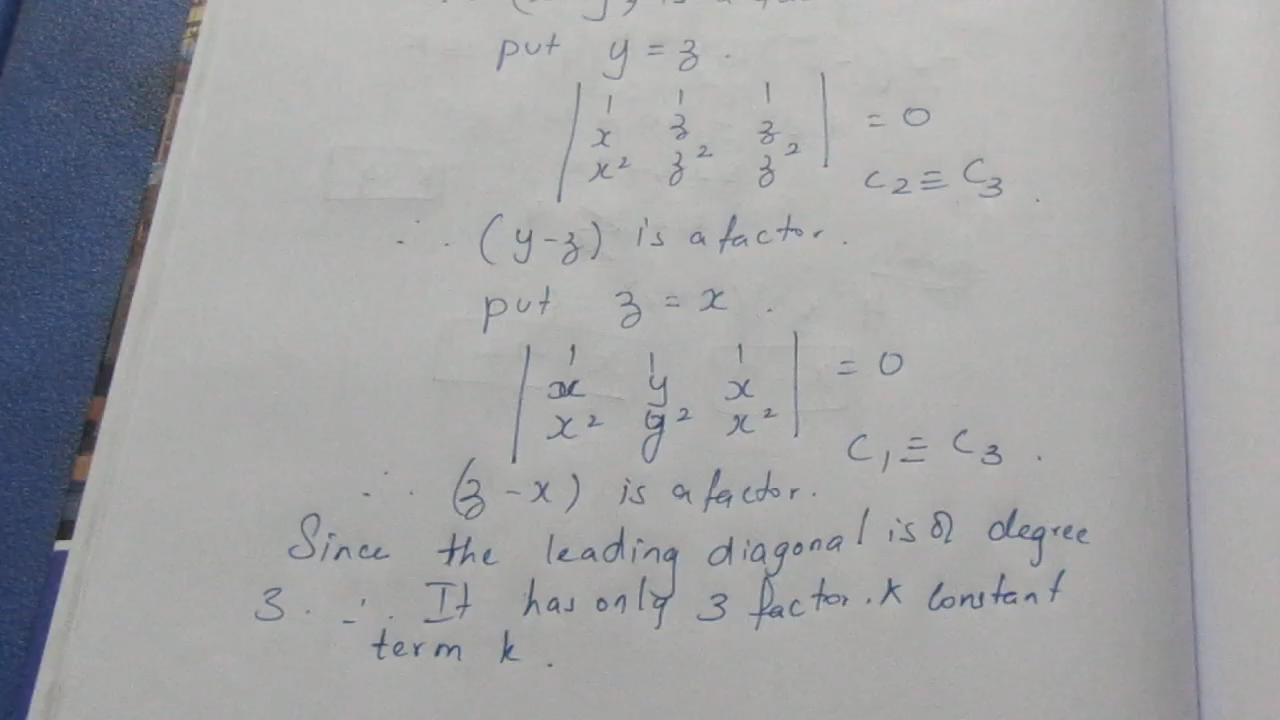 is a
put y = z .
| 1 1 1 |
| x z z | = 0
| x² z² z² | C2 ≡ C3 .
∴ (y-z) is a factor.
put z = x .
| 1 1 1 |
| x y x | = 0
| x² y² x² | C1 ≡ C3 .
∴ (z - x) is a factor.
Since the leading diagonal is of degree
3. ∴ It has only 3 factor. & constant
term k .